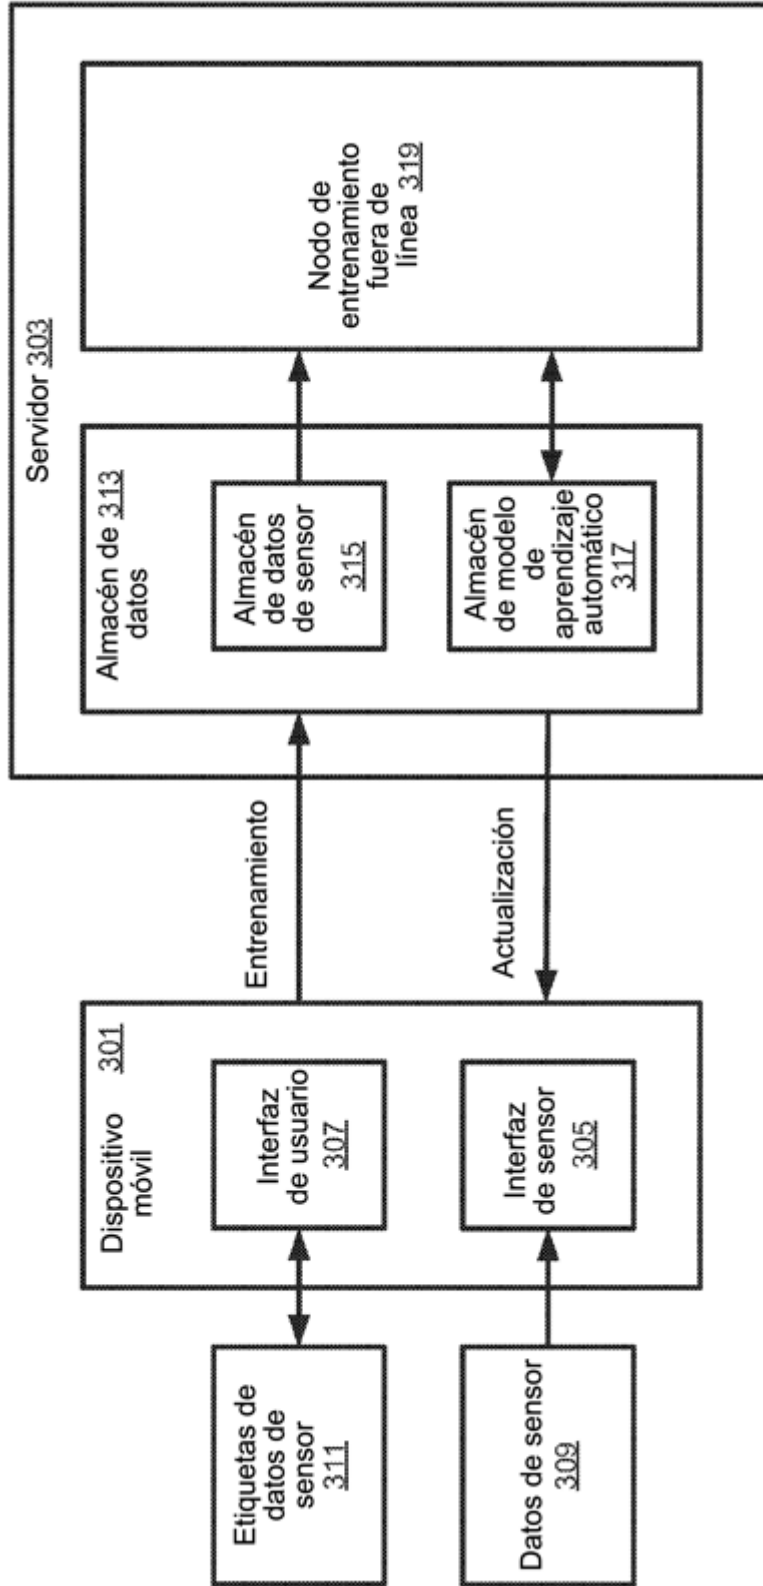 Servidor 303
Almacén de 313
datos
Almacén
de datos
de sensor
315
Almacén
de modelo
de
aprendizaje
automático
317
Nodo de
entrenamiento
fuera de
línea 319
Entrenamiento
Actualización
Dispositivo 301
móvil
Interfaz
de usuario
307
Interfaz
de sensor
305
Etiquetas de
datos de
sensor
311
Datos de sensor
309